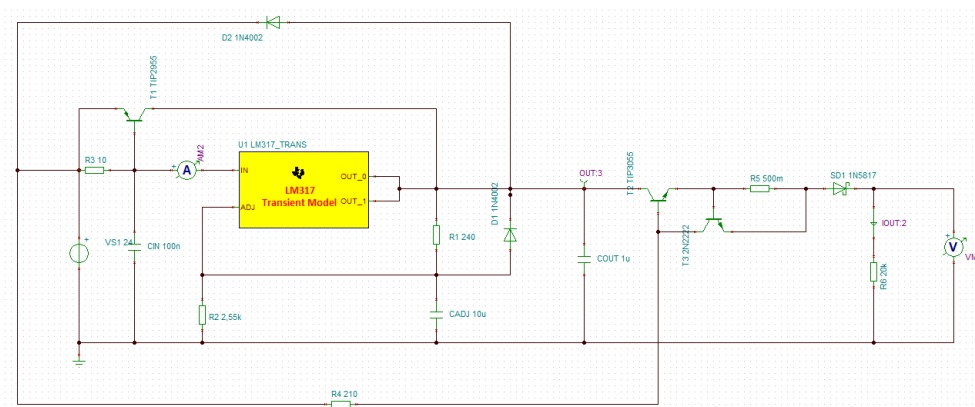 D2 1N4002
T1 TIP2955
R3 10
A
AM2
U1 LM317_TRANS
IN
ADJ
LM317
Transient Model
OUT_0
OUT_1
VS1 24
CIN 100n
R1 240
D1 1N4002
R2 2,55k
CADJ 10u
OUT:3
COUT 1u
T2 TIP3055
T3 2N2222
R5 500m
SD1 1N5817
IOUT:2
R6 20k
V
R4 210